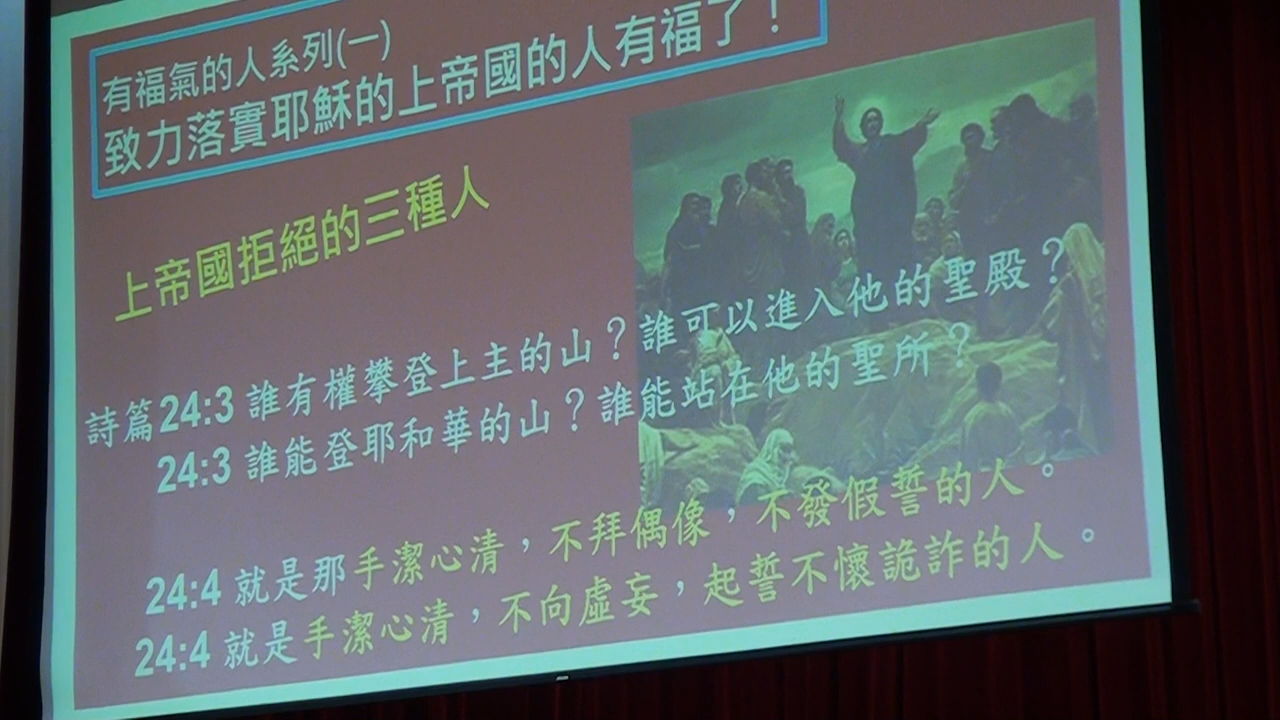 有福氣的人系列(一)
致力落實耶穌的上帝國的人有福了！
上帝國拒絕的三種人
詩篇24:3 誰有權攀登上主的山？誰可以進入他的聖殿？
24:3 誰能登耶和華的山？誰能站在他的聖所？
24:4 就是那手潔心清，不拜偶像，不發假誓的人。
24:4 就是手潔心清，不向虛妄，起誓不懷詭詐的人。